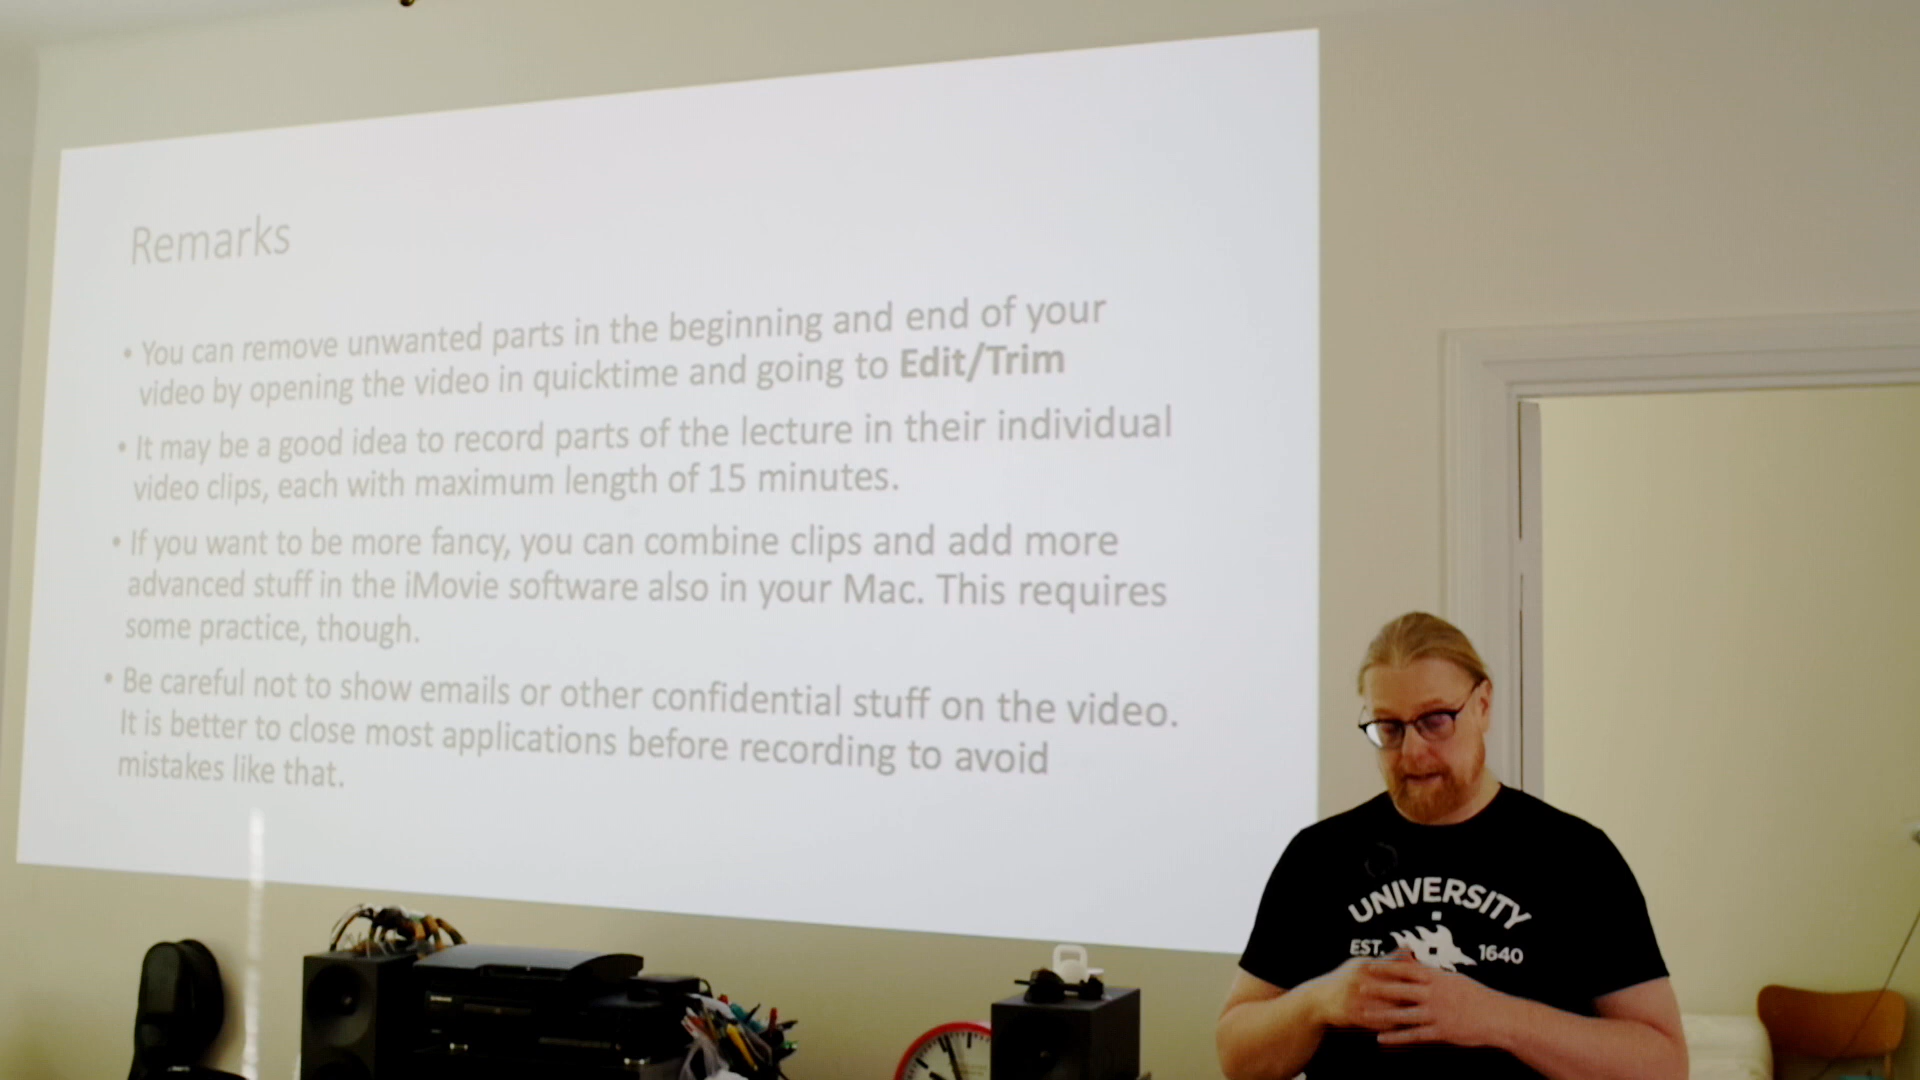 Remarks
• You can remove unwanted parts in the beginning and end of your
video by opening the video in quicktime and going to Edit/Trim
• It may be a good idea to record parts of the lecture in their individual
video clips, each with maximum length of 15 minutes.
• If you want to be more fancy, you can combine clips and add more
advanced stuff in the iMovie software also in your Mac. This requires
some practice, though.
• Be careful not to show emails or other confidential stuff on the video.
It is better to close most applications before recording to avoid
mistakes like that.
UNIVERSITY
EST. 1640